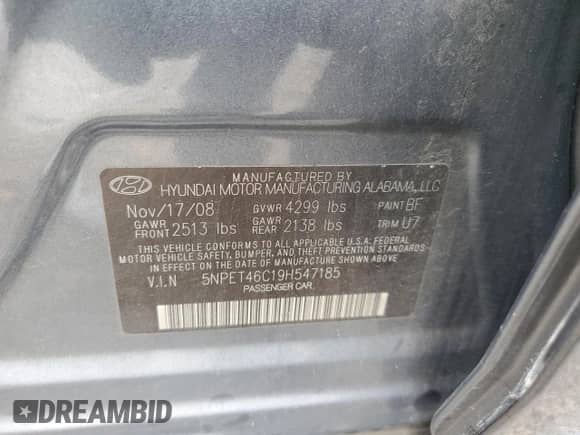 MANUFACTURED BY
HYUNDAI MOTOR MANUFACTURING ALABAMA, LLC
Nov/17/08 GVWR 4299 lbs PAINT BF
GAWR FRONT 2513 lbs GAWR REAR 2138 lbs TRIM U7
THIS VEHICLE CONFORMS TO ALL APPLICABLE U.S.A. FEDERAL
MOTOR VEHICLE SAFETY, BUMPER, AND THEFT PREVENTION
STANDARDS IN EFFECT ON THE DATE OF MANUFACTURE SHOWN ABOVE
V.I.N 5NPET46C19H547185
PASSENGER CAR
DREAMBID